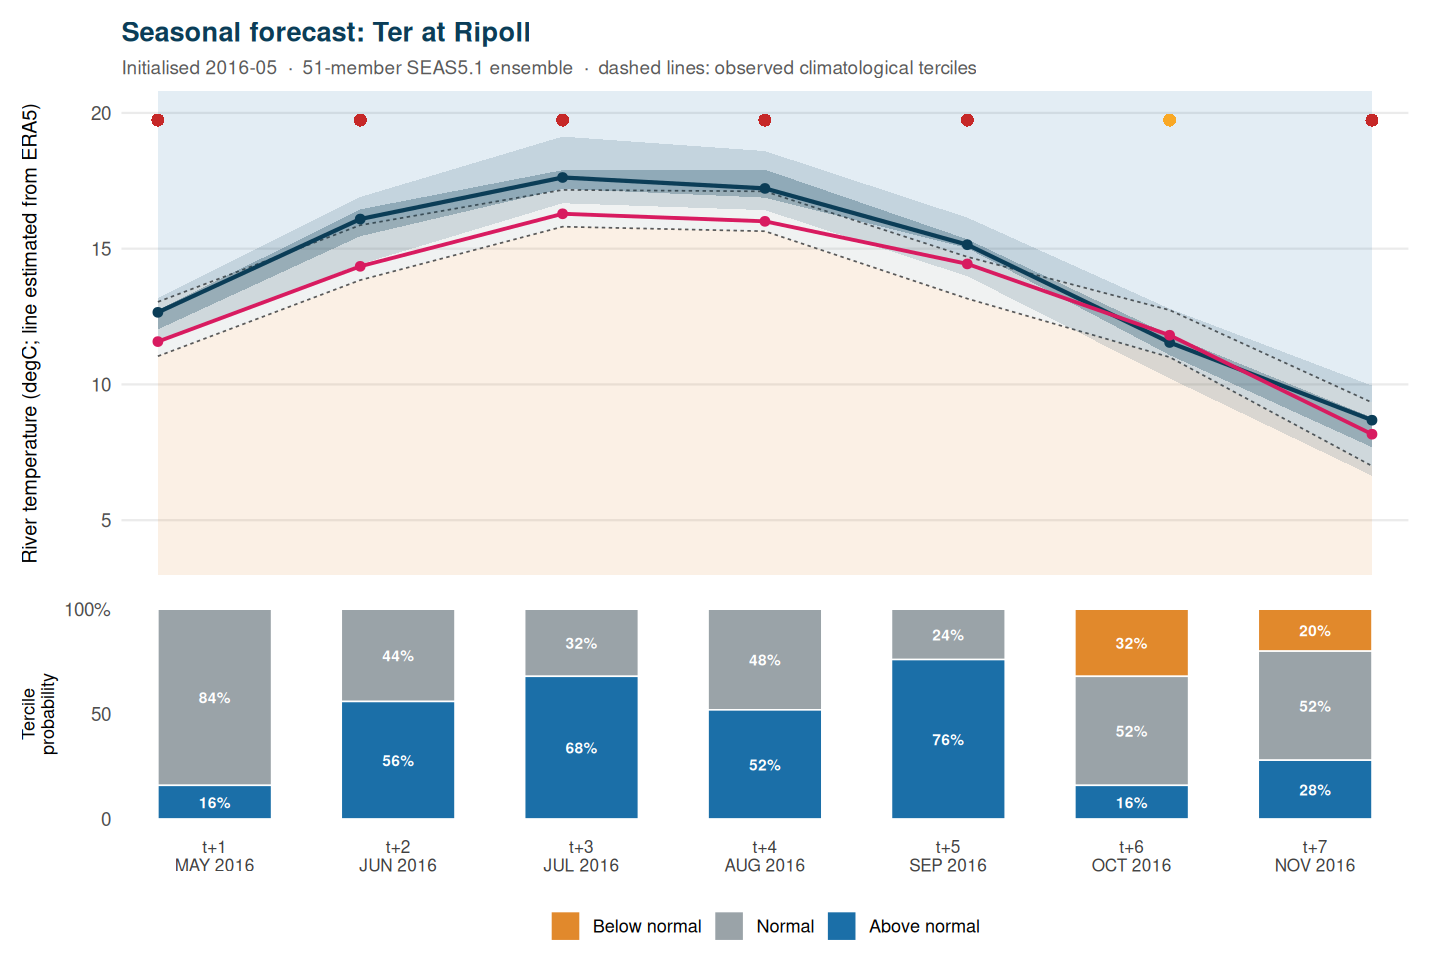 Seasonal forecast: Ter at Ripoll
Initialised 2016-05 · 51-member SEAS5.1 ensemble · dashed lines: observed climatological terciles
River temperature (degC; line estimated from ERA5)
20
15
10
5
Tercile
probability
100%
50
0
84%
16%
44%
56%
32%
68%
48%
52%
24%
76%
32%
52%
16%
20%
52%
28%
t+1
MAY 2016
t+2
JUN 2016
t+3
JUL 2016
t+4
AUG 2016
t+5
SEP 2016
t+6
OCT 2016
t+7
NOV 2016
Below normal
Normal
Above normal